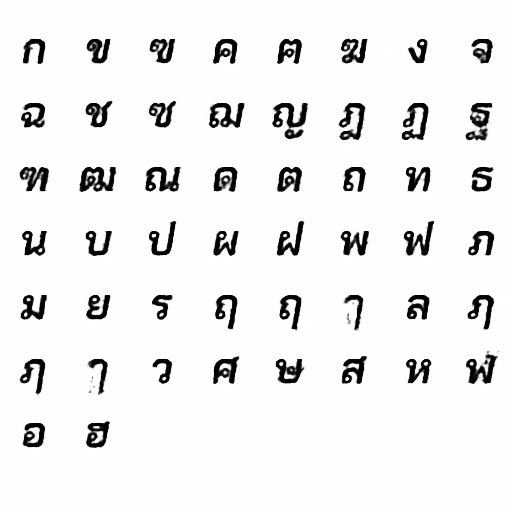 ก ข ฃ ค ฅ ฆ ง จ
ฉ ช ซ ฌ ญ ฎ ฏ ฐ
ฑ ฒ ณ ด ต ถ ท ธ
น บ ป ผ ฝ พ ฟ ภ
ม ย ร ฤ ฤ ๅ ล ฦ
ฦ ๅ ว ศ ษ ส ห ฬ
อ ฮ